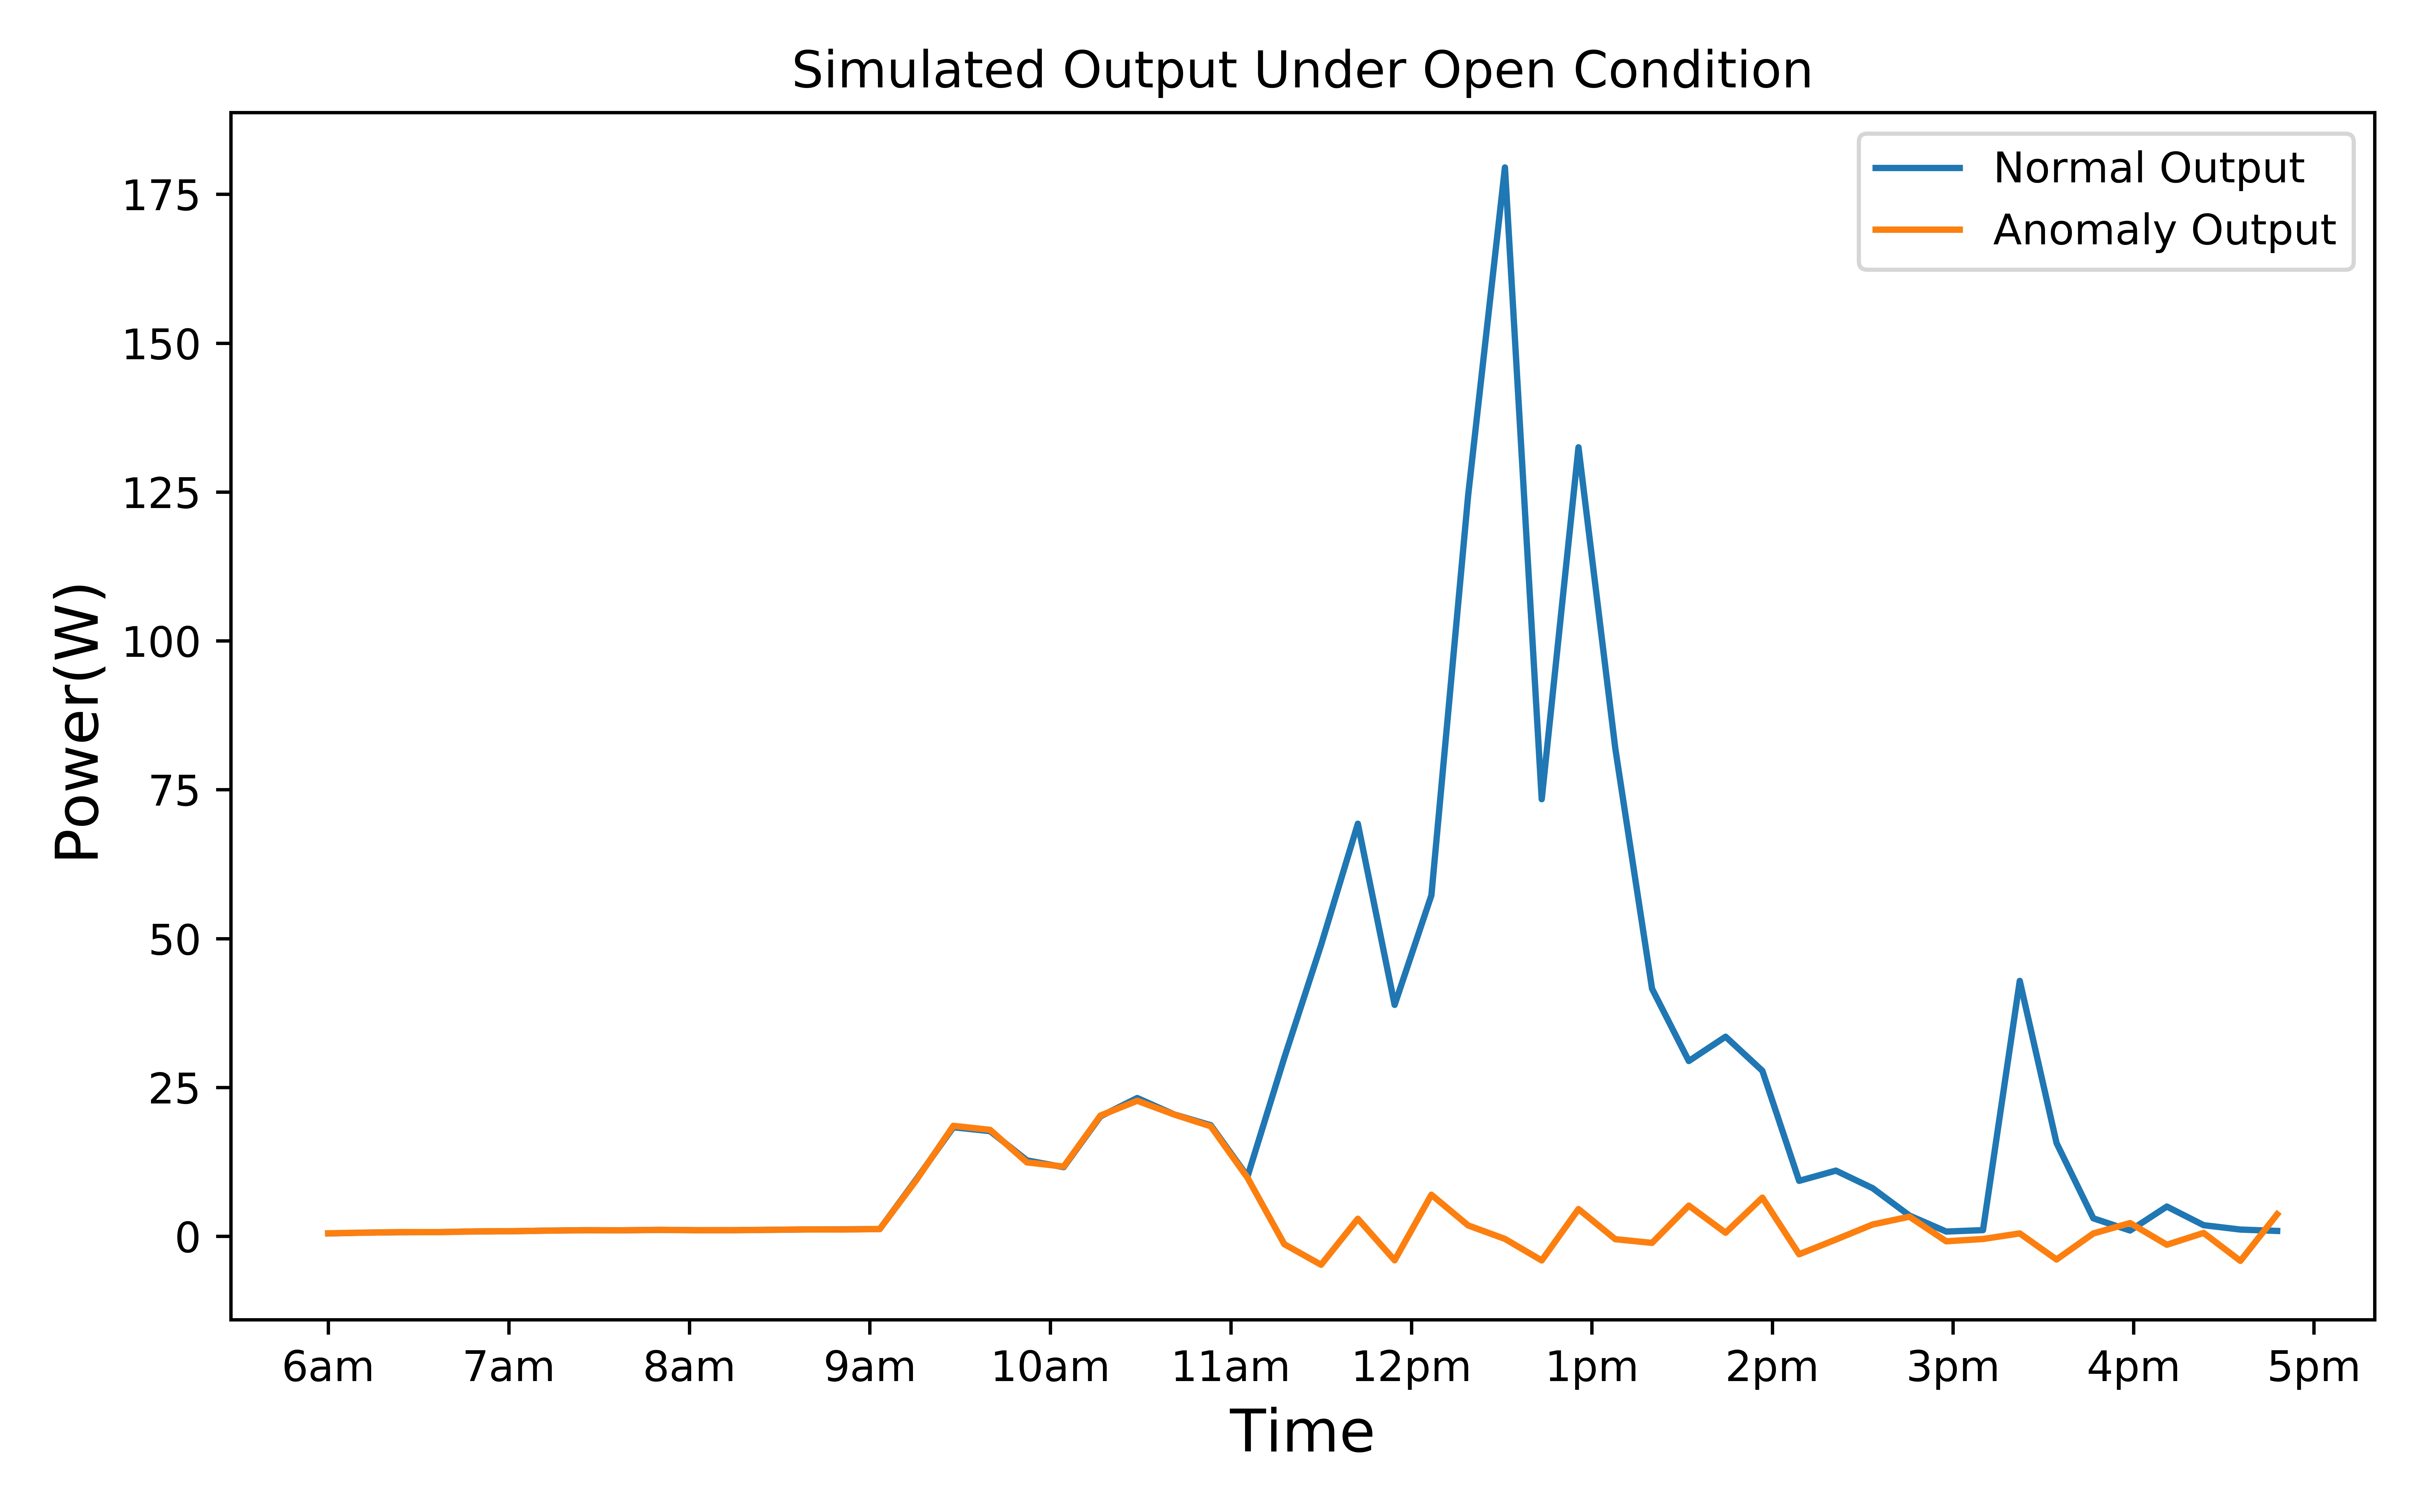 Simulated Output Under Open Condition
Normal Output
Anomaly Output
Power(W)
175
150
125
100
75
50
25
0
6am 7am 8am 9am 10am 11am 12pm 1pm 2pm 3pm 4pm 5pm
Time